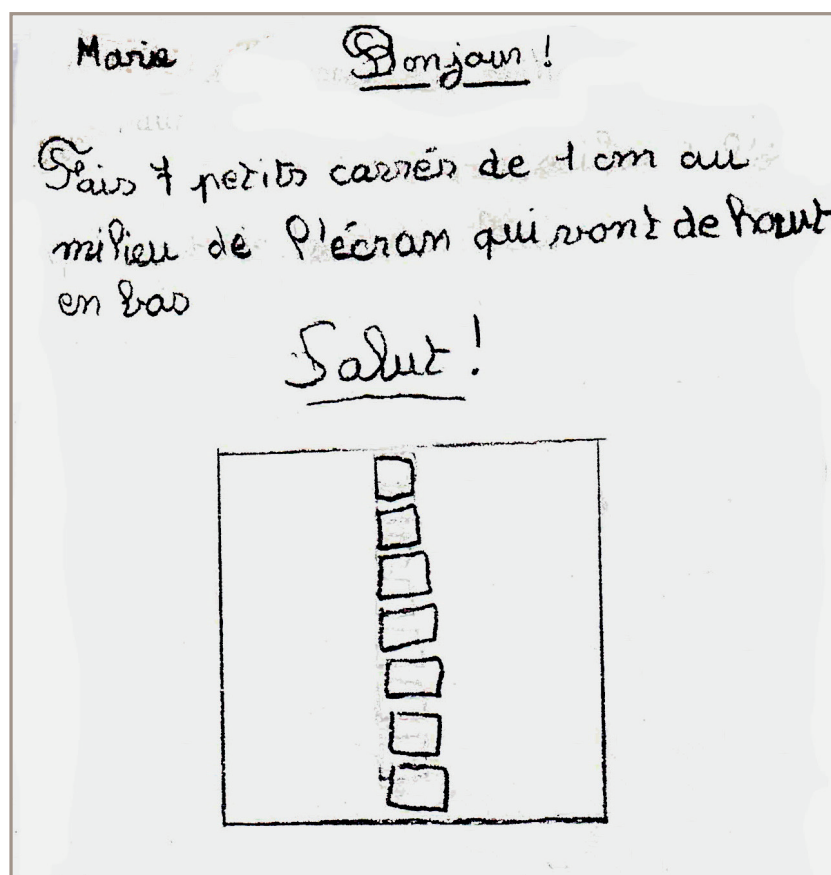 Marie Bonjour !
Fais 7 petits carrés de 1 cm au
milieu de l'écran qui vont de haut
en bas
Salut !